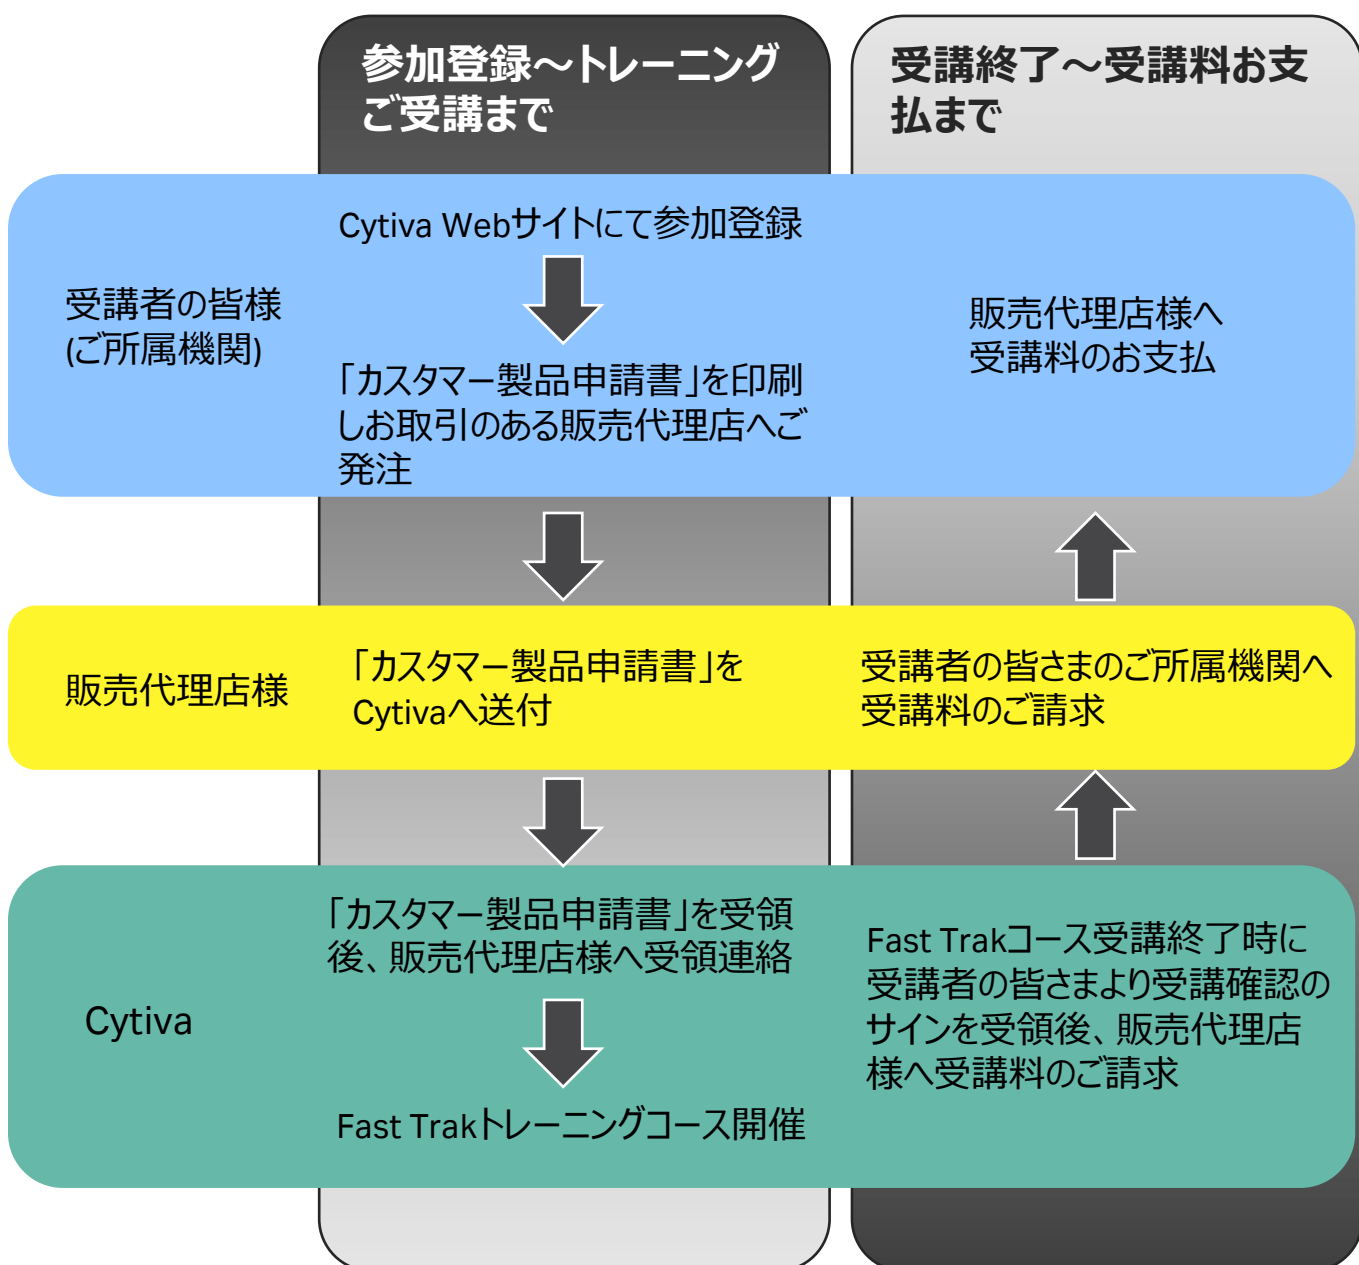 参加登録～トレーニング
ご受講まで
受講終了～受講料お支
払まで
受講者の皆様
(ご所属機関)
Cytiva Webサイトにて参加登録
「カスタマー製品申請書」を印刷
しお取引のある販売代理店へご
発注
販売代理店様へ
受講料のお支払
販売代理店様
「カスタマー製品申請書」を
Cytivaへ送付
受講者の皆さまのご所属機関へ
受講料のご請求
Cytiva
「カスタマー製品申請書」を受領
後、販売代理店様へ受領連絡
Fast Trakトレーニングコース開催
Fast Trakコース受講終了時に
受講者の皆さまより受講確認の
サインを受領後、販売代理店
様へ受講料のご請求